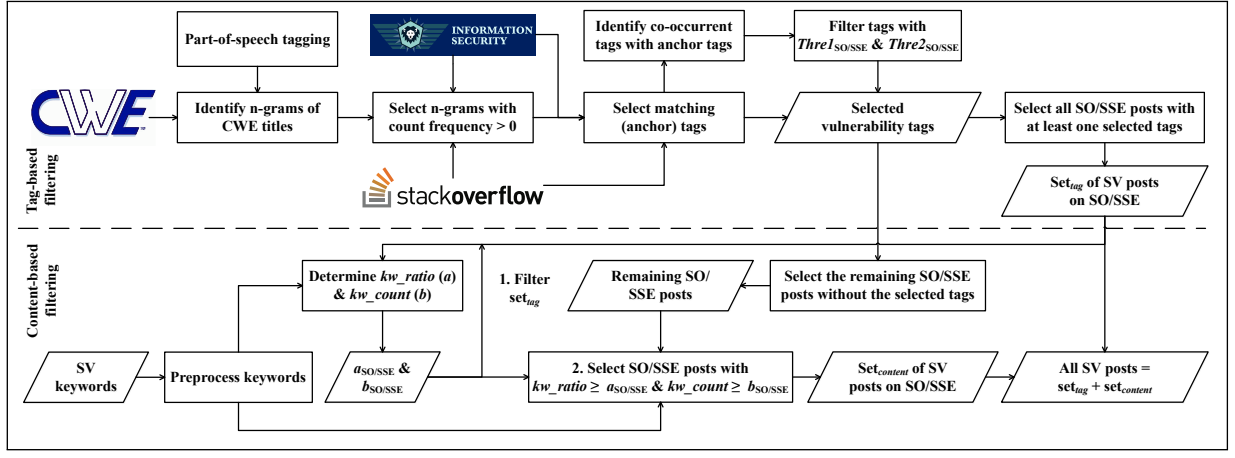 Part-of-speech tagging
INFORMATION
SECURITY
Identify co-occurrent
tags with anchor tags
Filter tags with
Thre1SO/SSE & Thre2SO/SSE
CWE
Identify n-grams of
CWE titles
Select n-grams with
count frequency > 0
Select matching
(anchor) tags
Selected
vulnerability tags
Select all SO/SSE posts with
at least one selected tags
Tag-based
filtering
stackoverflow
Settag of SV posts
on SO/SSE
Content-based
filtering
Determine kw_ratio (a)
& kw_count (b)
1. Filter
settag
Remaining SO/
SSE posts
Select the remaining SO/SSE
posts without the selected tags
SV
keywords
Preprocess keywords
aSO/SSE &
bSO/SSE
2. Select SO/SSE posts with
kw_ratio ≥ aSO/SSE & kw_count ≥ bSO/SSE
Setcontent of SV
posts on SO/SSE
All SV posts =
settag + setcontent